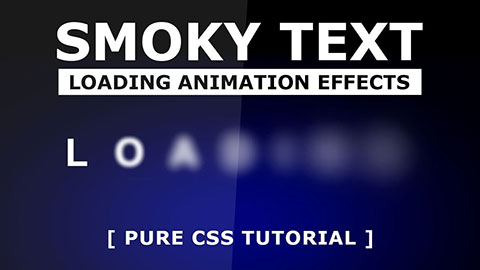 SMOKY TEXT
LOADING ANIMATION EFFECTS
L O A D
[ PURE CSS TUTORIAL ]